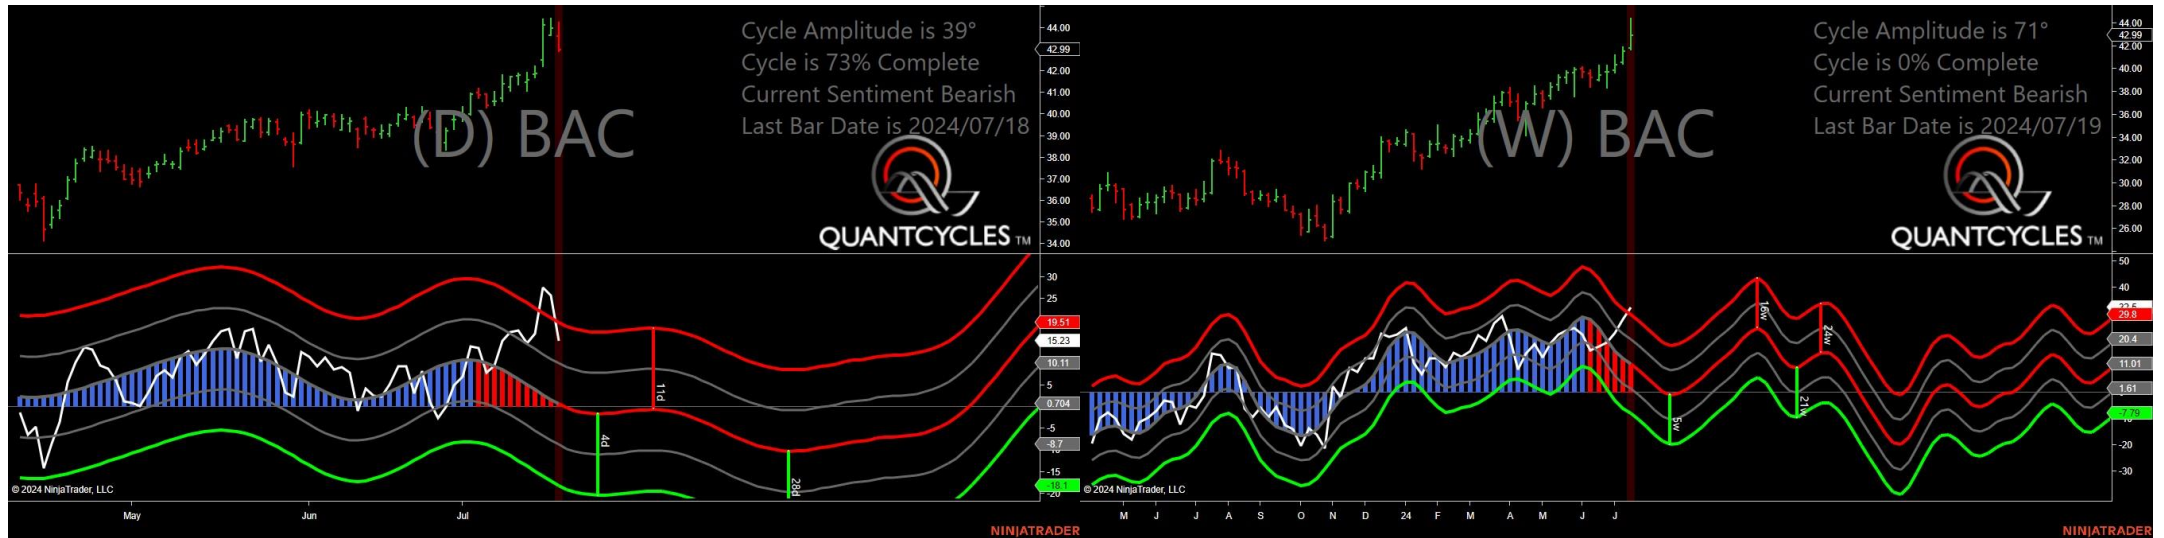 Cycle Amplitude is 39°
Cycle is 73% Complete
Current Sentiment Bearish
Last Bar Date is 2024/07/18
(D) BAC
QUANTCYCLES TM
44.00
42.99
42.00
41.00
40.00
39.00
38.00
37.00
36.00
35.00
34.00
30
25
19.51
15.23
10.11
5
0.704
-5
-8.7
-15
-18.1
-20
11d
4d
28d
© 2024 NinjaTrader, LLC
May Jun Jul
NINJATRADER
Cycle Amplitude is 71°
Cycle is 0% Complete
Current Sentiment Bearish
Last Bar Date is 2024/07/19
(W) BAC
QUANTCYCLES TM
44.00
42.99
42.00
40.00
38.00
36.00
34.00
32.00
30.00
28.00
26.00
50
40
29.8
20.4
11.01
1.61
-7.79
-20
-30
16w
24w
5w
21w
© 2024 NinjaTrader, LLC
M J J A S O N D 24 F M A M J J
NINJATRADER